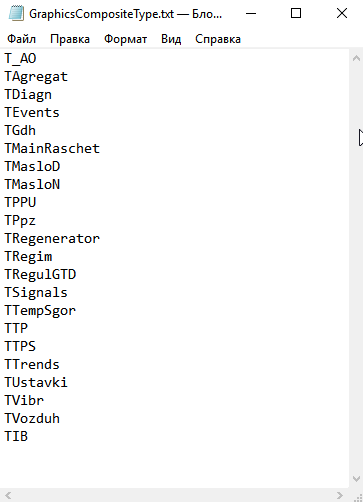 GraphicsCompositeType.txt — Бло...
Файл Правка Формат Вид Справка
T_AO
TAgregat
TDiagn
TEvents
TGdh
TMainRaschet
TMasloD
TMasloN
TPPU
TPpz
TRegenerator
TRegim
TRegulGTD
TSignals
TTempSgor
TTP
TTPS
TTrends
TUstavki
TVibr
TVozduh
TIB